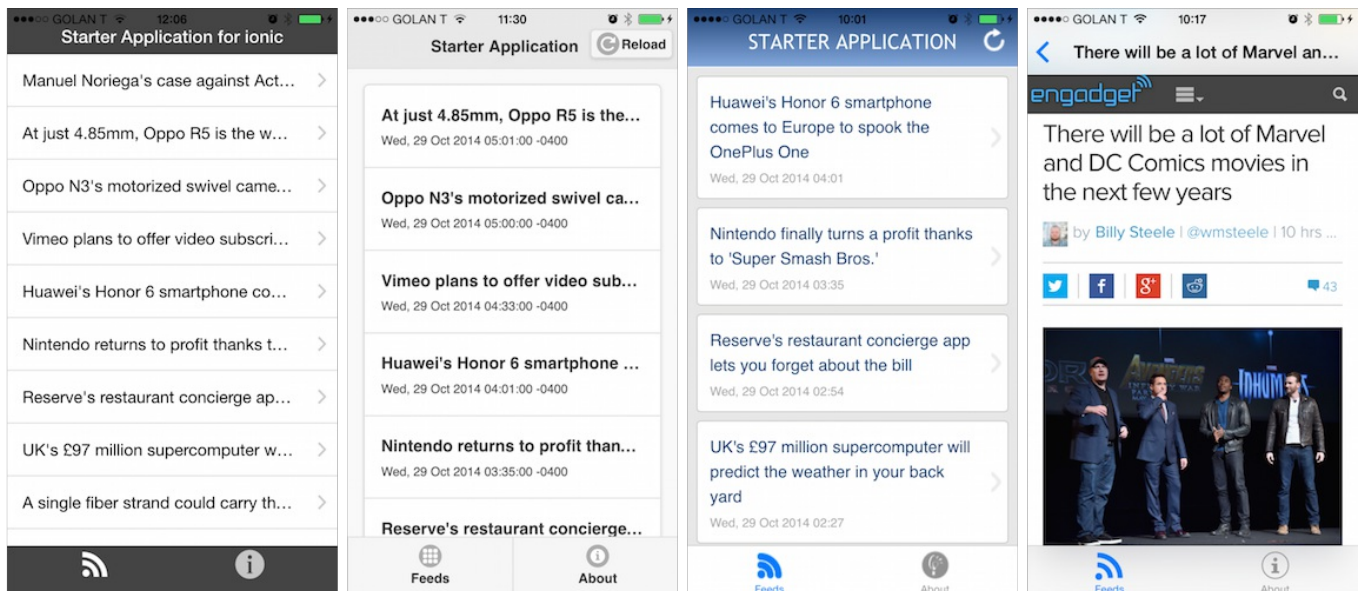 GOLAN T 12:06
Starter Application for ionic
Manuel Noriega's case against Act...
At just 4.85mm, Oppo R5 is the w...
Oppo N3's motorized swivel came...
Vimeo plans to offer video subscri...
Huawei's Honor 6 smartphone co...
Nintendo returns to profit thanks t...
Reserve's restaurant concierge ap...
UK's £97 million supercomputer w...
A single fiber strand could carry th...
GOLAN T 11:30
Starter Application Reload
At just 4.85mm, Oppo R5 is the...
Wed, 29 Oct 2014 05:01:00 -0400
Oppo N3's motorized swivel ca...
Wed, 29 Oct 2014 05:00:00 -0400
Vimeo plans to offer video sub...
Wed, 29 Oct 2014 04:33:00 -0400
Huawei's Honor 6 smartphone ...
Wed, 29 Oct 2014 04:01:00 -0400
Nintendo returns to profit than...
Wed, 29 Oct 2014 03:35:00 -0400
Reserve's restaurant concierge...
Feeds About
GOLAN T 10:01
STARTER APPLICATION
Huawei's Honor 6 smartphone
comes to Europe to spook the
OnePlus One
Wed, 29 Oct 2014 04:01
Nintendo finally turns a profit thanks
to 'Super Smash Bros.'
Wed, 29 Oct 2014 03:35
Reserve's restaurant concierge app
lets you forget about the bill
Wed, 29 Oct 2014 02:54
UK's £97 million supercomputer will
predict the weather in your back
yard
Wed, 29 Oct 2014 02:27
Feeds About
GOLAN T 10:17
There will be a lot of Marvel an...
engadget
There will be a lot of Marvel
and DC Comics movies in
the next few years
by Billy Steele | @wmsteele | 10 hrs ...
43
AVENGERS
INHUMANS
Feeds About